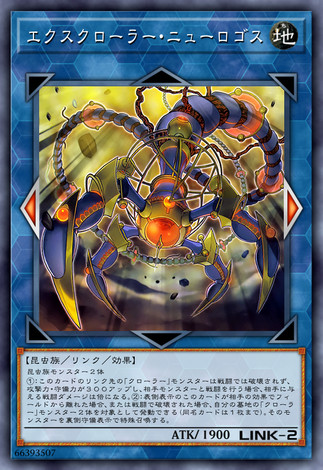 エクスクローラー・ニューロゴス
地
【昆虫族／リンク／効果】
昆虫族モンスター2体
①：このカードのリンク先の「クローラー」モンスターは戦闘では破壊されず、
攻撃力・守備力が300アップし、相手モンスターと戦闘を行う場合、相手に与
える戦闘ダメージは倍になる。②：表側表示のこのカードが相手の効果でフィ
ールドから離れた場合、または戦闘で破壊された場合、自分の墓地の「クローラ
ー」モンスター2体を対象として発動できる（同名カードは1枚まで）。そのモ
ンスターを裏側守備表示で特殊召喚する。
ATK/1900 LINK-2
66393507